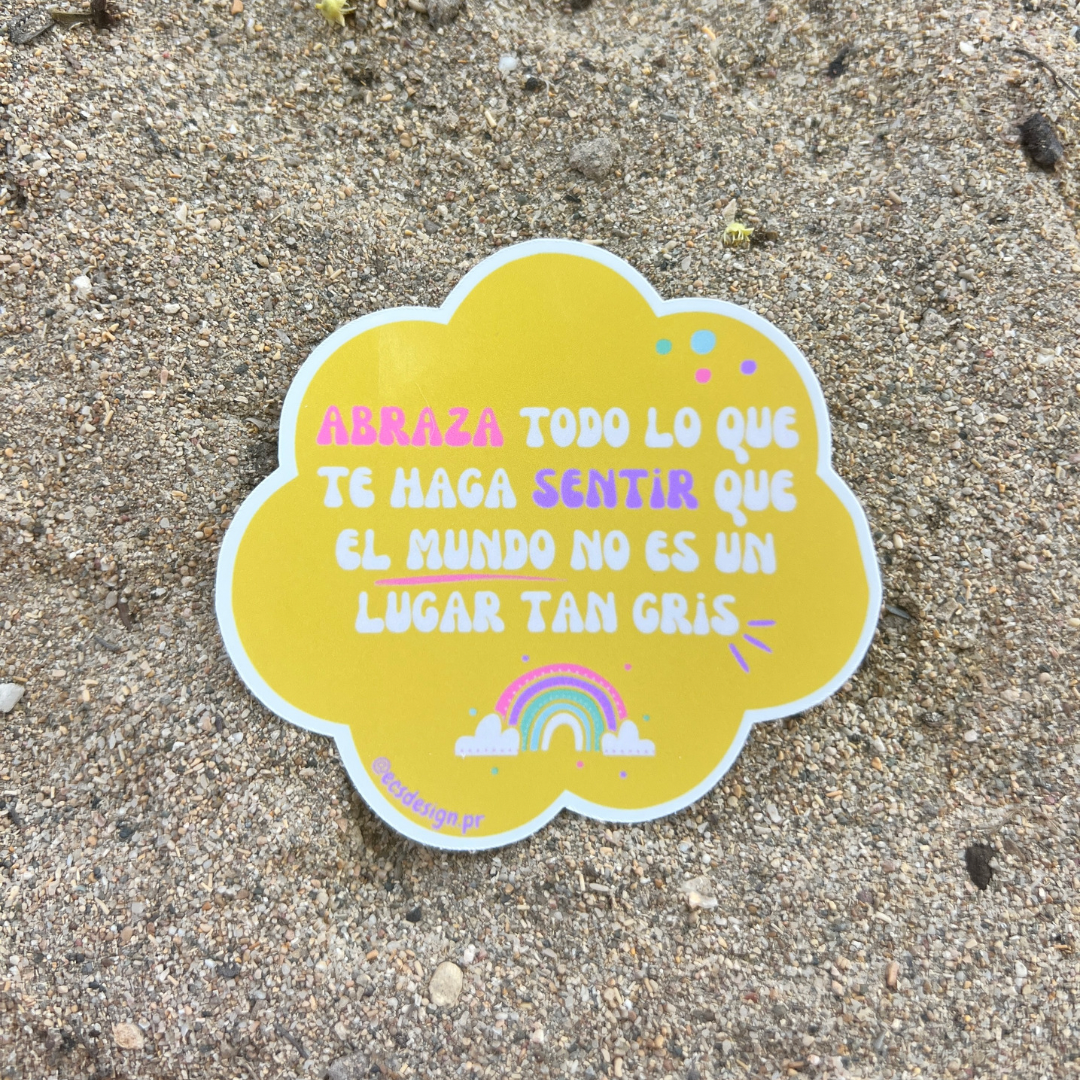 ABRAZA TODO LO QUE
TE HAGA SENTIR QUE
EL MUNDO NO ES UN
LUGAR TAN GRIS
@ecsdesign.pr